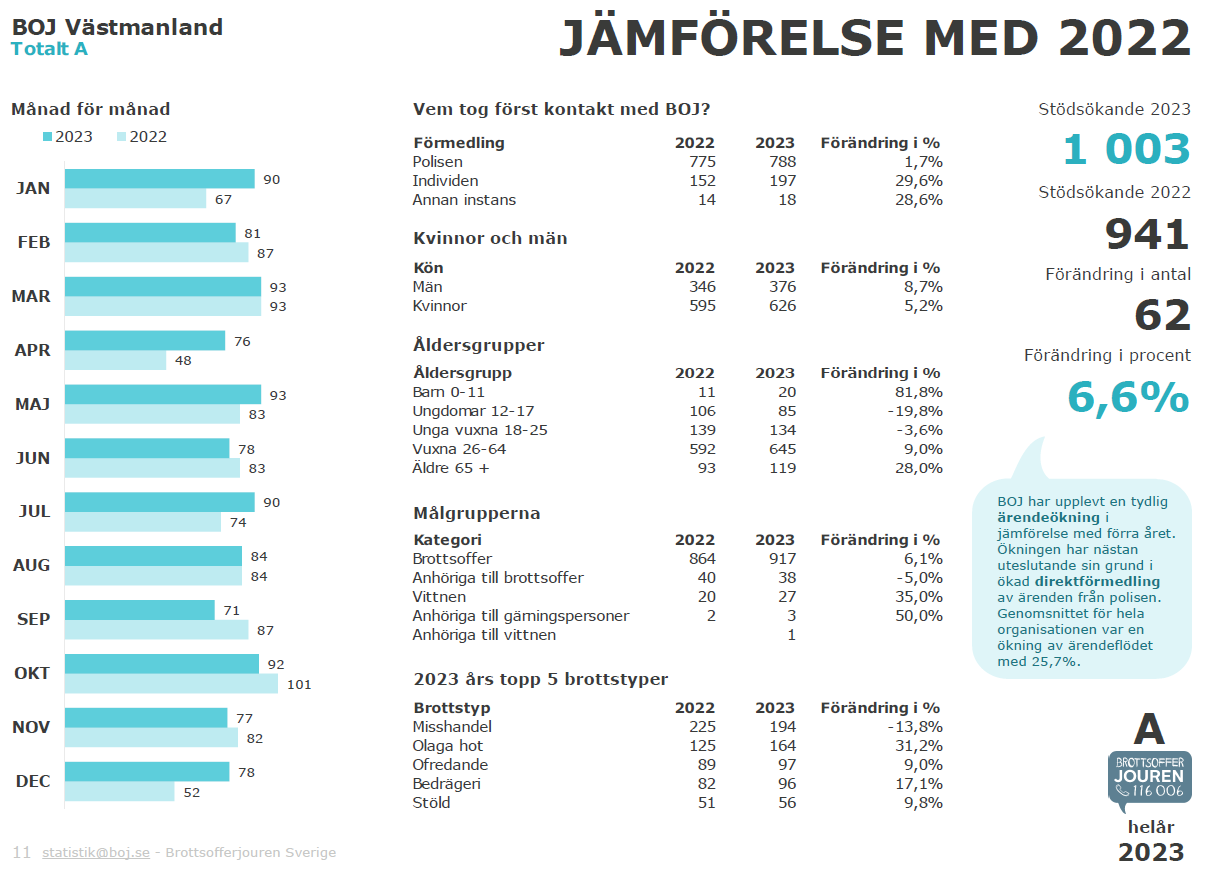 BOJ Västmanland
Totalt A
JÄMFÖRELSE MED 2022
Månad för månad
2023 2022
JAN 90
67
FEB 81
87
MAR 93
93
APR 76
48
MAJ 93
83
JUN 78
83
JUL 90
74
AUG 84
84
SEP 71
87
OKT 92
101
NOV 77
82
DEC 78
52
Vem tog först kontakt med BOJ?
Förmedling 2022 2023 Förändring i %
Polisen 775 788 1,7%
Individen 152 197 29,6%
Annan instans 14 18 28,6%
Kvinnor och män
Kön 2022 2023 Förändring i %
Män 346 376 8,7%
Kvinnor 595 626 5,2%
Åldersgrupper
Åldersgrupp 2022 2023 Förändring i %
Barn 0-11 11 20 81,8%
Ungdomar 12-17 106 85 -19,8%
Unga vuxna 18-25 139 134 -3,6%
Vuxna 26-64 592 645 9,0%
Äldre 65 + 93 119 28,0%
Målgrupperna
Kategori 2022 2023 Förändring i %
Brottsoffer 864 917 6,1%
Anhöriga till brottsoffer 40 38 -5,0%
Vittnen 20 27 35,0%
Anhöriga till gärningspersoner 2 3 50,0%
Anhöriga till vittnen 1
2023 års topp 5 brottstyper
Brottstyp 2022 2023 Förändring i %
Misshandel 225 194 -13,8%
Olaga hot 125 164 31,2%
Ofredande 89 97 9,0%
Bedrägeri 82 96 17,1%
Stöld 51 56 9,8%
Stödsökande 2023
1 003
Stödsökande 2022
941
Förändring i antal
62
Förändring i procent
6,6%
BOJ har upplevt en tydlig
ärendeökning i
jämförelse med förra året.
Ökningen har nästan
uteslutande sin grund i
ökad direktförmedling
av ärenden från polisen.
Genomsnittet för hela
organisationen var en
ökning av ärendeflödet
med 25,7%.
A
BROTTSOFFER
JOUREN
116 006
helår
2023
11 statistik@boj.se - Brottsofferjouren Sverige